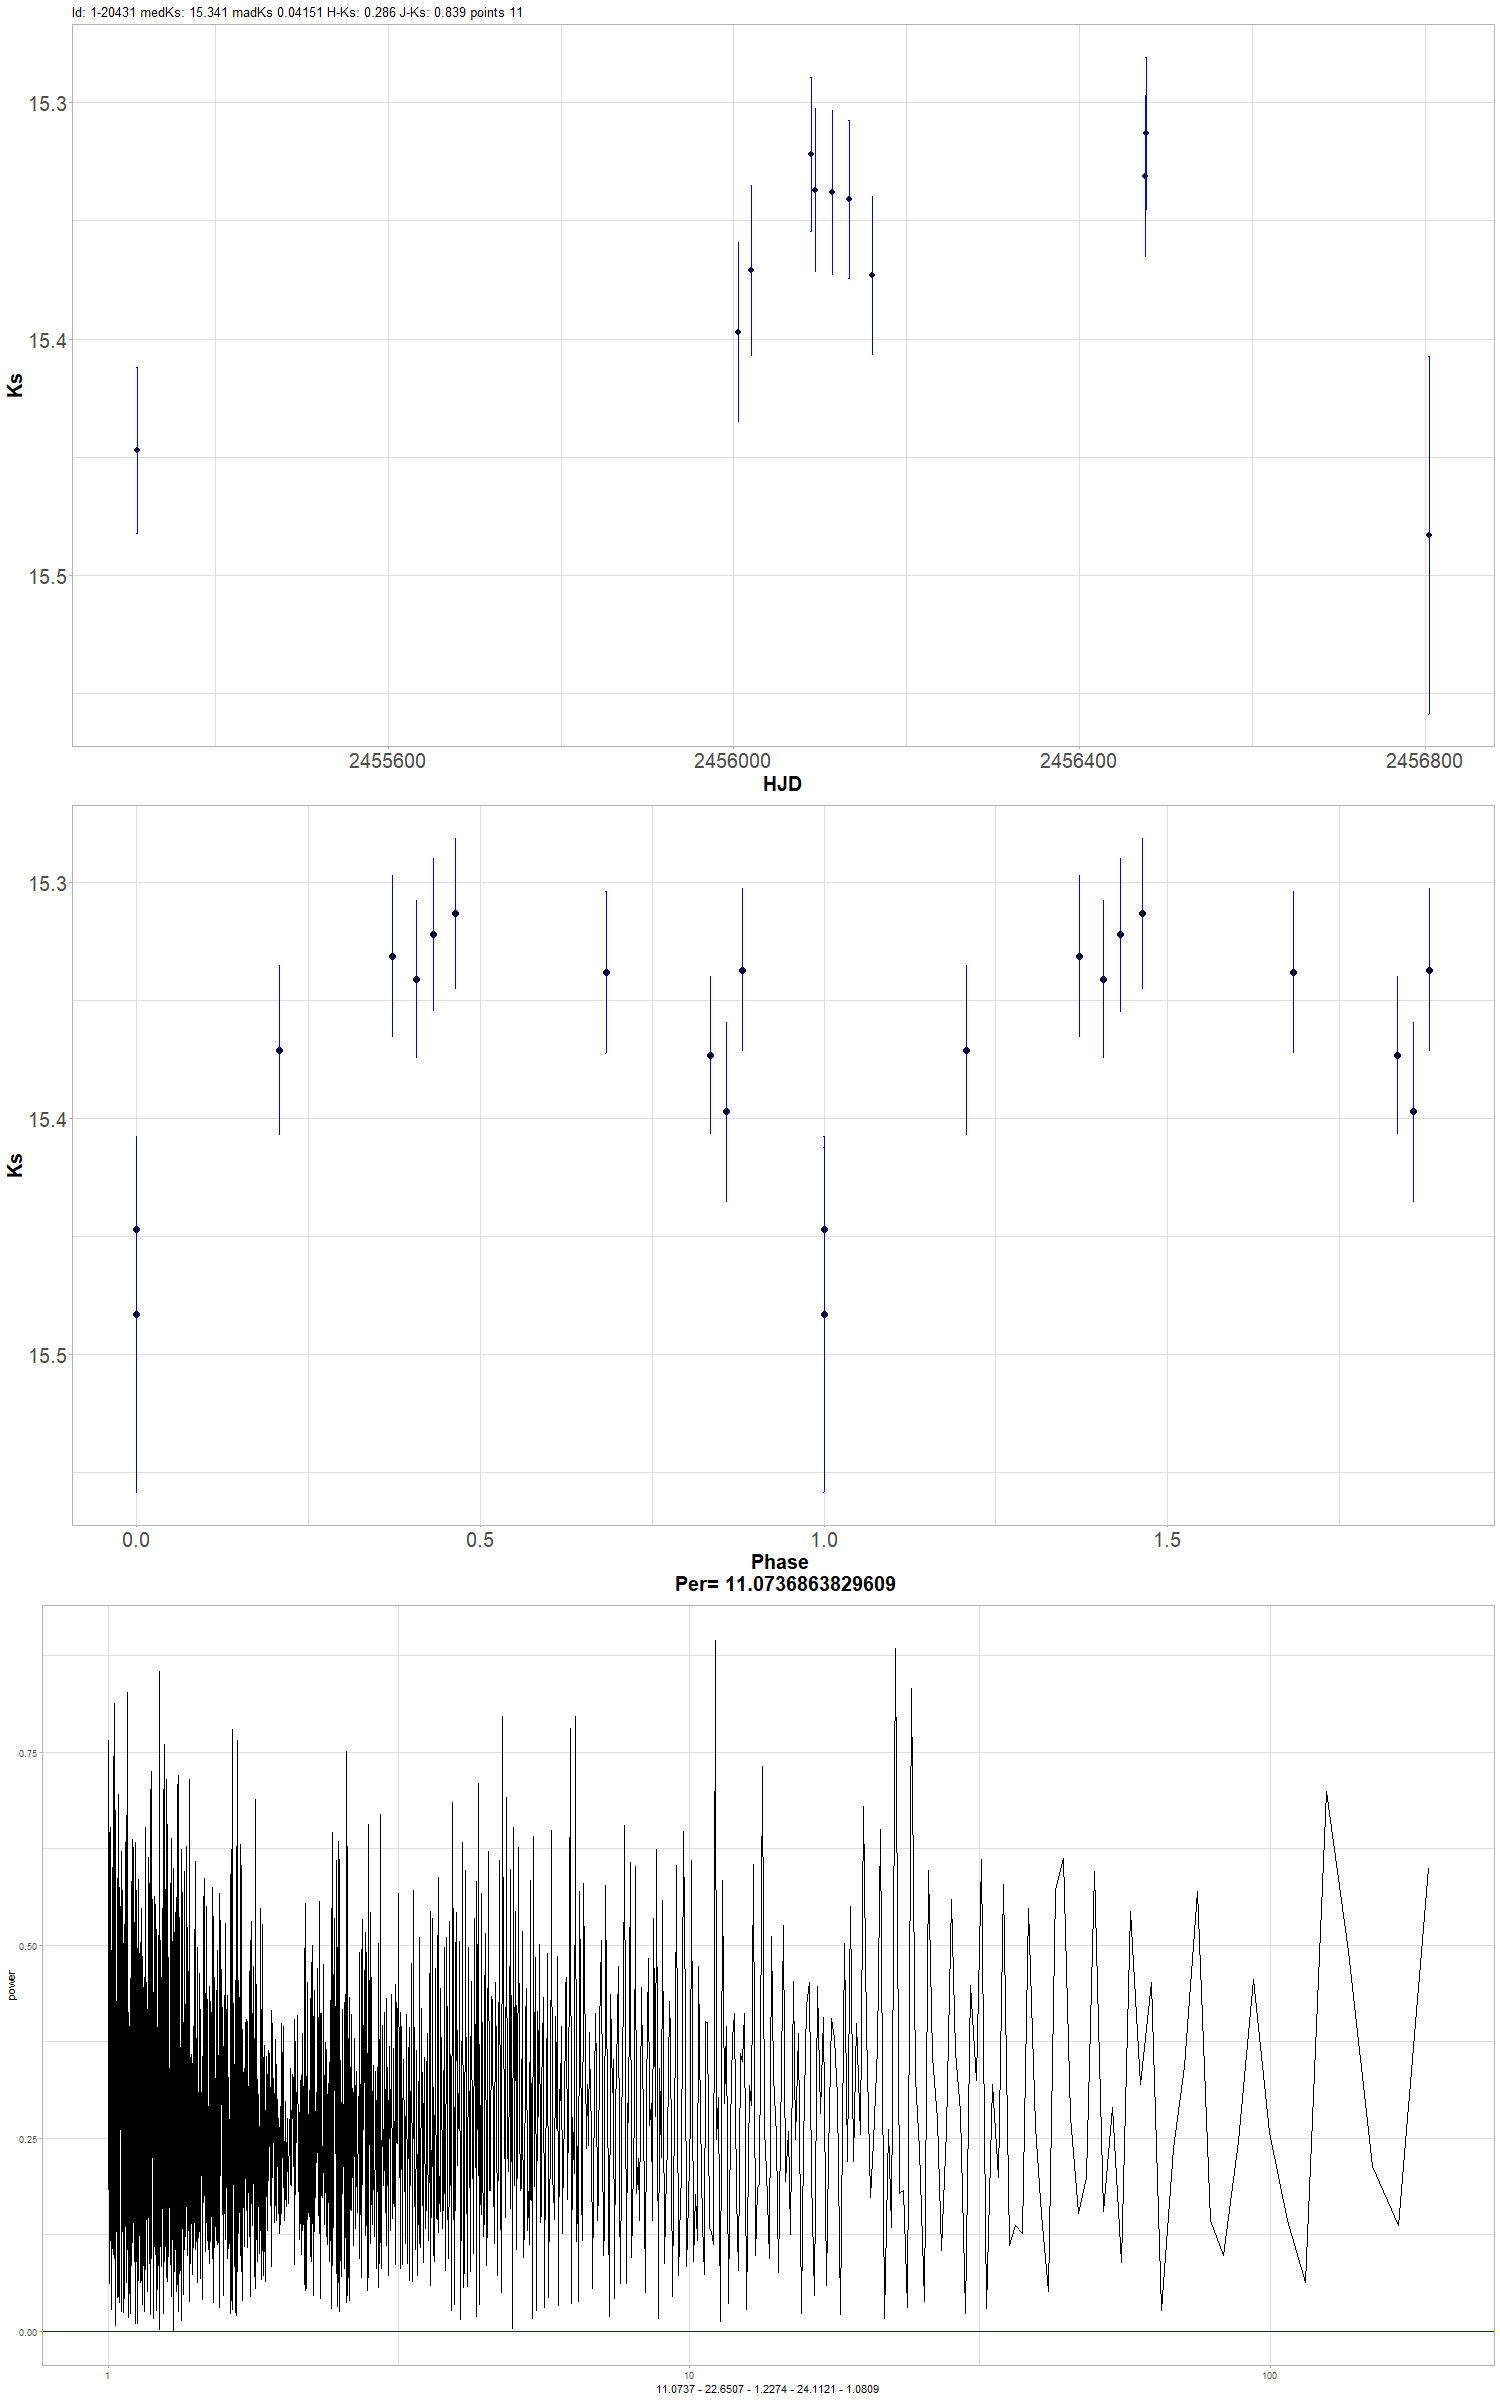 Id: 1-20431 medKs: 15.341 madKs 0.04151 H-Ks: 0.286 J-Ks: 0.839 points 11
15.3
15.4
15.5
Ks
2455600 2456000 2456400 2456800
HJD
15.3
15.4
15.5
Ks
0.0 0.5 1.0 1.5
Phase
Per= 11.0736863829609
0.75
0.50
0.25
0.00
power
1 10 100
11.0737 - 22.6507 - 1.2274 - 24.1121 - 1.0809